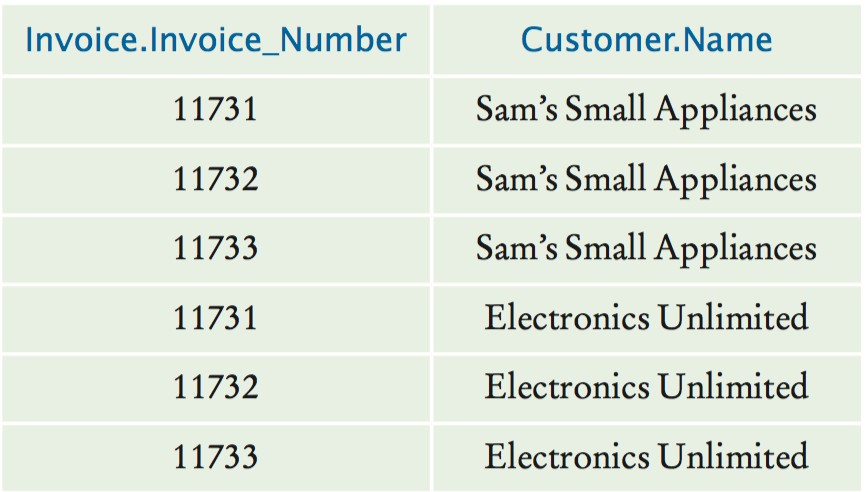 Invoice.Invoice_Number Customer.Name
11731 Sam’s Small Appliances
11732 Sam’s Small Appliances
11733 Sam’s Small Appliances
11731 Electronics Unlimited
11732 Electronics Unlimited
11733 Electronics Unlimited